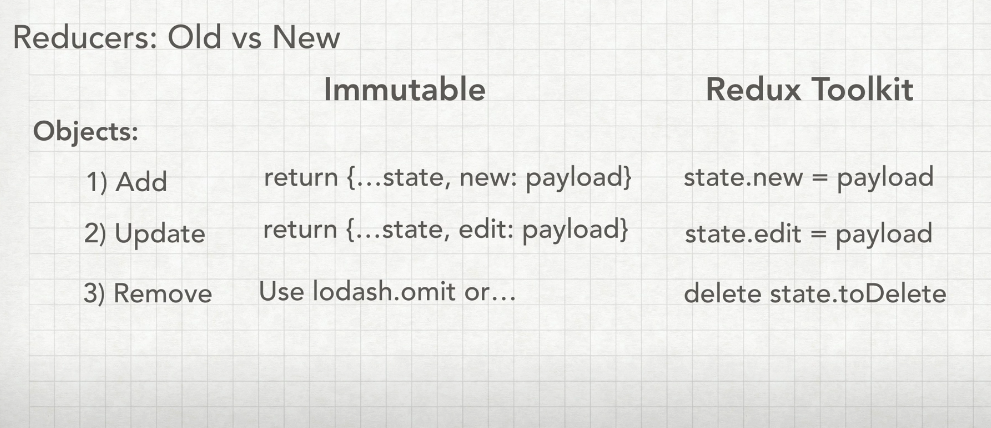 Reducers: Old vs New
Immutable Redux Toolkit
Objects:
1) Add return {...state, new: payload} state.new = payload
2) Update return {...state, edit: payload} state.edit = payload
3) Remove Use lodash.omit or... delete state.toDelete